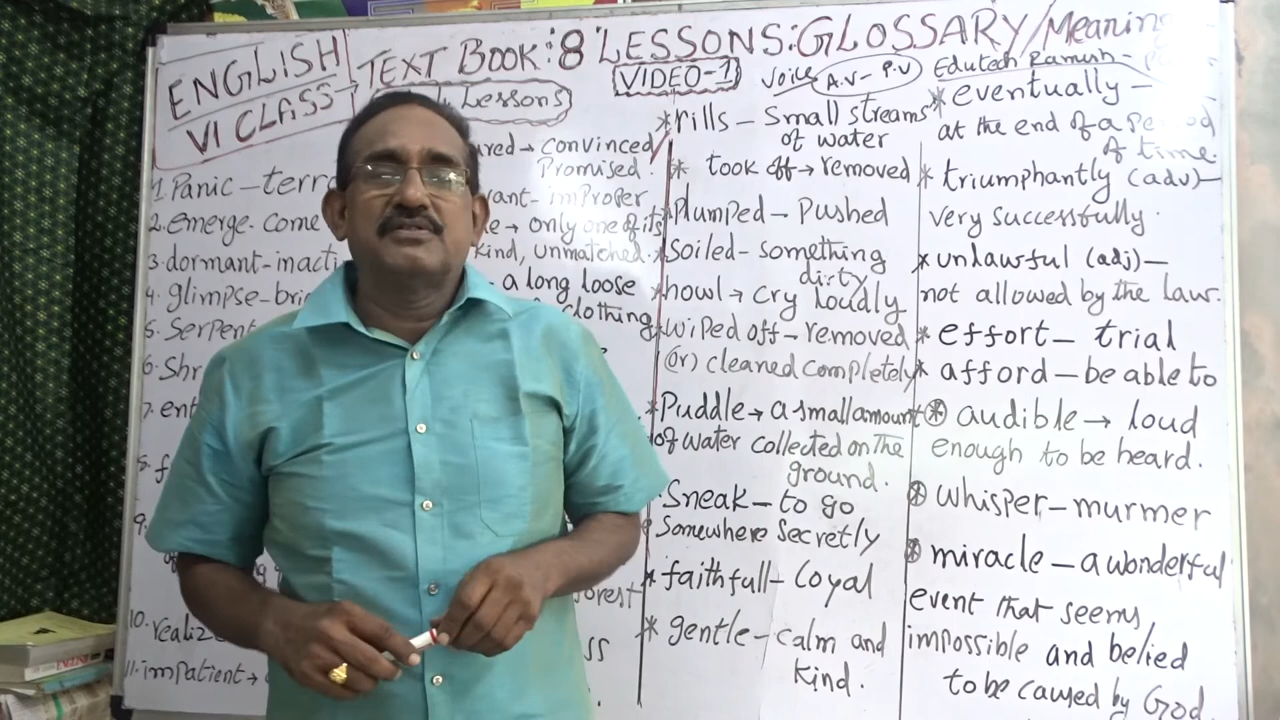 ENGLISH
VI CLASS
TEXT BOOK: 8 LESSONS: GLOSSARY/Meaning
Lessons
VIDEO-1
Voice A.V- P.V
Edutech Ramesh-
1. Panic-
2. emerge. Come
3. dormant-
4. glimpse-
5. Serpent
6.
7.
8.
9.
10. realize
11. impatient→
→ convinced
Promised.
- improper
→ only one of its
kind, unmatched.
- a long loose
clothing
forest
*rills - Small streams
of water
* took off → removed
*Plumped - Pushed
*Soiled - something
dirty
*howl → cry loudly
*wiped off - removed
(or) cleaned completely
*Puddle → a small amount
of water collected on the
ground.
Sneak - to go
Somewhere Secretly
*faithfull - Loyal
* gentle - calm and
kind.
*eventually -
at the end of a period
of time.
* triumphantly (adv) -
very successfully.
*unlawful (adj) -
not allowed by the law.
* effort - trial
* afford - be able to
* audible → loud
enough to be heard.
* whisper - murmer
* miracle - a wonderful
event that seems
impossible and belied
to be caused by God
ENGLISH